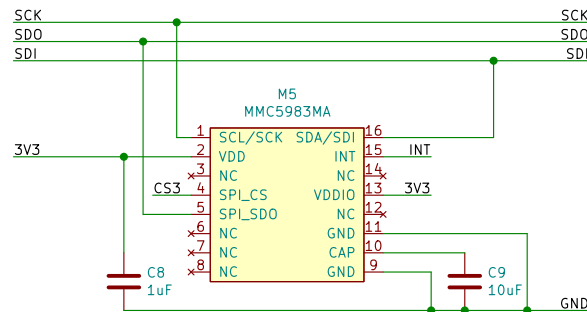 SCK SCK
SDO SDO
SDI SDI
M5
MMC5983MA
1 SCL/SCK SDA/SDI 16
3V3 2 VDD INT 15 INT
3 NC NC 14
CS3 4 SPI_CS VDDIO 13 3V3
5 SPI_SDO NC 12
6 NC GND 11
7 NC CAP 10
8 NC GND 9
C8 C9
1uF 10uF
GND